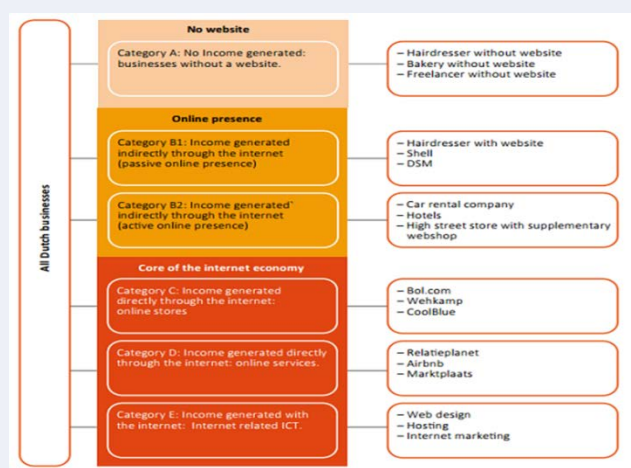 All Dutch businesses
No website
Category A: No Income generated:
businesses without a website.
– Hairdresser without website
– Bakery without website
– Freelancer without website
Online presence
Category B1: Income generated
indirectly through the internet
(passive online presence)
– Hairdresser with website
– Shell
– DSM
Category B2: Income generated`
indirectly through the internet
(active online presence)
– Car rental company
– Hotels
– High street store with supplementary
webshop
Core of the internet economy
Category C: Income generated
directly through the internet:
online stores
– Bol.com
– Wehkamp
– CoolBlue
Category D: Income generated directly
through the internet: online services.
– Relatieplanet
– Airbnb
– Marktplaats
Category E: Income generated with
the internet: Internet related ICT.
– Web design
– Hosting
– Internet marketing